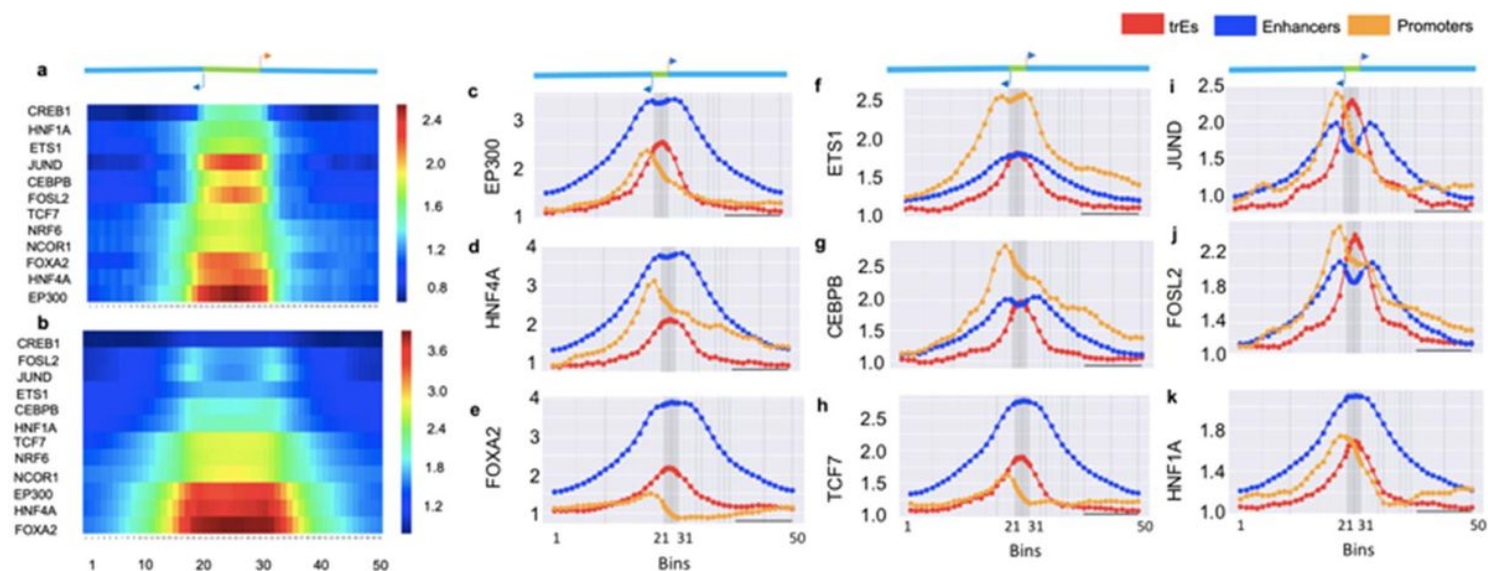 trEs Enhancers Promoters
a
CREB1
HNF1A
ETS1
JUND
CEBPB
FOSL2
TCF7
NRF6
NCOR1
FOXA2
HNF4A
EP300
2.4
2.0
1.6
1.2
0.8
b
CREB1
FOSL2
JUND
ETS1
CEBPB
HNF1A
TCF7
NRF6
NCOR1
EP300
HNF4A
FOXA2
3.6
3.0
2.4
1.8
1.2
1 10 20 30 40 50
c
EP300
3
2
1
d
HNF4A
4
3
2
1
e
FOXA2
4
3
2
1
1 21 31 50
Bins
f
ETS1
2.5
2.0
1.5
1.0
g
CEBPB
2.5
2.0
1.5
1.0
h
TCF7
2.5
2.0
1.5
1.0
1 21 31 50
Bins
i
JUND
2.5
2.0
1.5
1.0
j
FOSL2
2.2
1.8
1.4
1.0
k
HNF1A
1.8
1.4
1.0
1 21 31 50
Bins